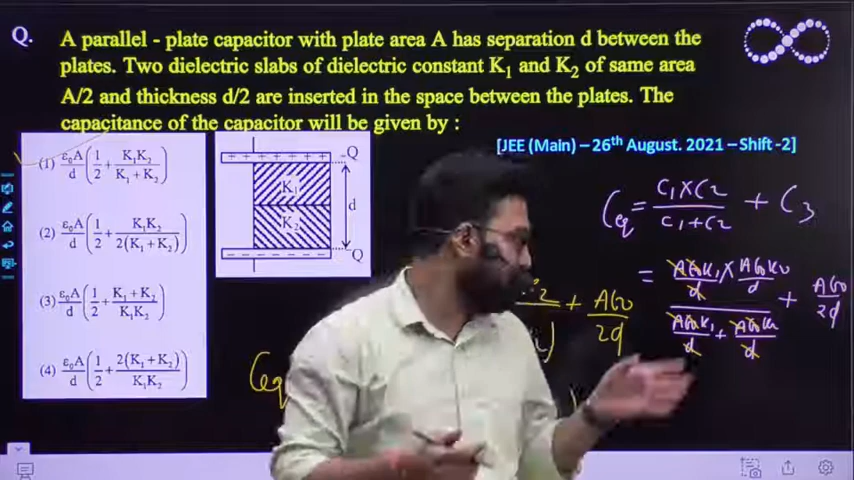 Q. A parallel - plate capacitor with plate area A has separation d between the
plates. Two dielectric slabs of dielectric constant K₁ and K₂ of same area
A/2 and thickness d/2 are inserted in the space between the plates. The
capacitance of the capacitor will be given by :
[JEE (Main) – 26th August. 2021 – Shift -2]
(1) ε₀A/d (1/2 + K₁K₂/(K₁+K₂))
(2) ε₀A/d (1/2 + K₁K₂/2(K₁+K₂))
(3) ε₀A/d (1/2 + (K₁+K₂)/K₁K₂)
(4) ε₀A/d (1/2 + 2(K₁+K₂)/K₁K₂)
-Q
K₁
d
K₂
Q
Ceq = C₁×C₂/(C₁+C₂) + C₃
+ Aε₀/2d
Ceq